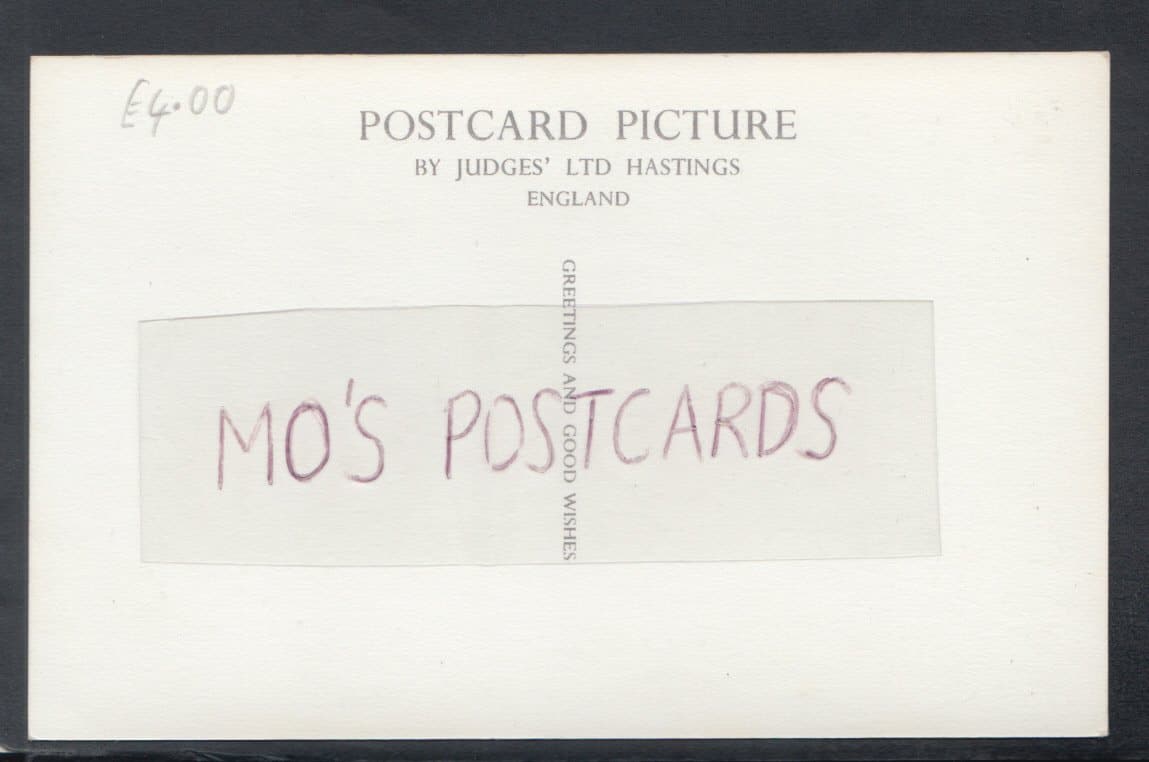 £4.00
POSTCARD PICTURE
BY JUDGES' LTD HASTINGS
ENGLAND
GREETINGS AND GOOD WISHES
MO'S POSTCARDS